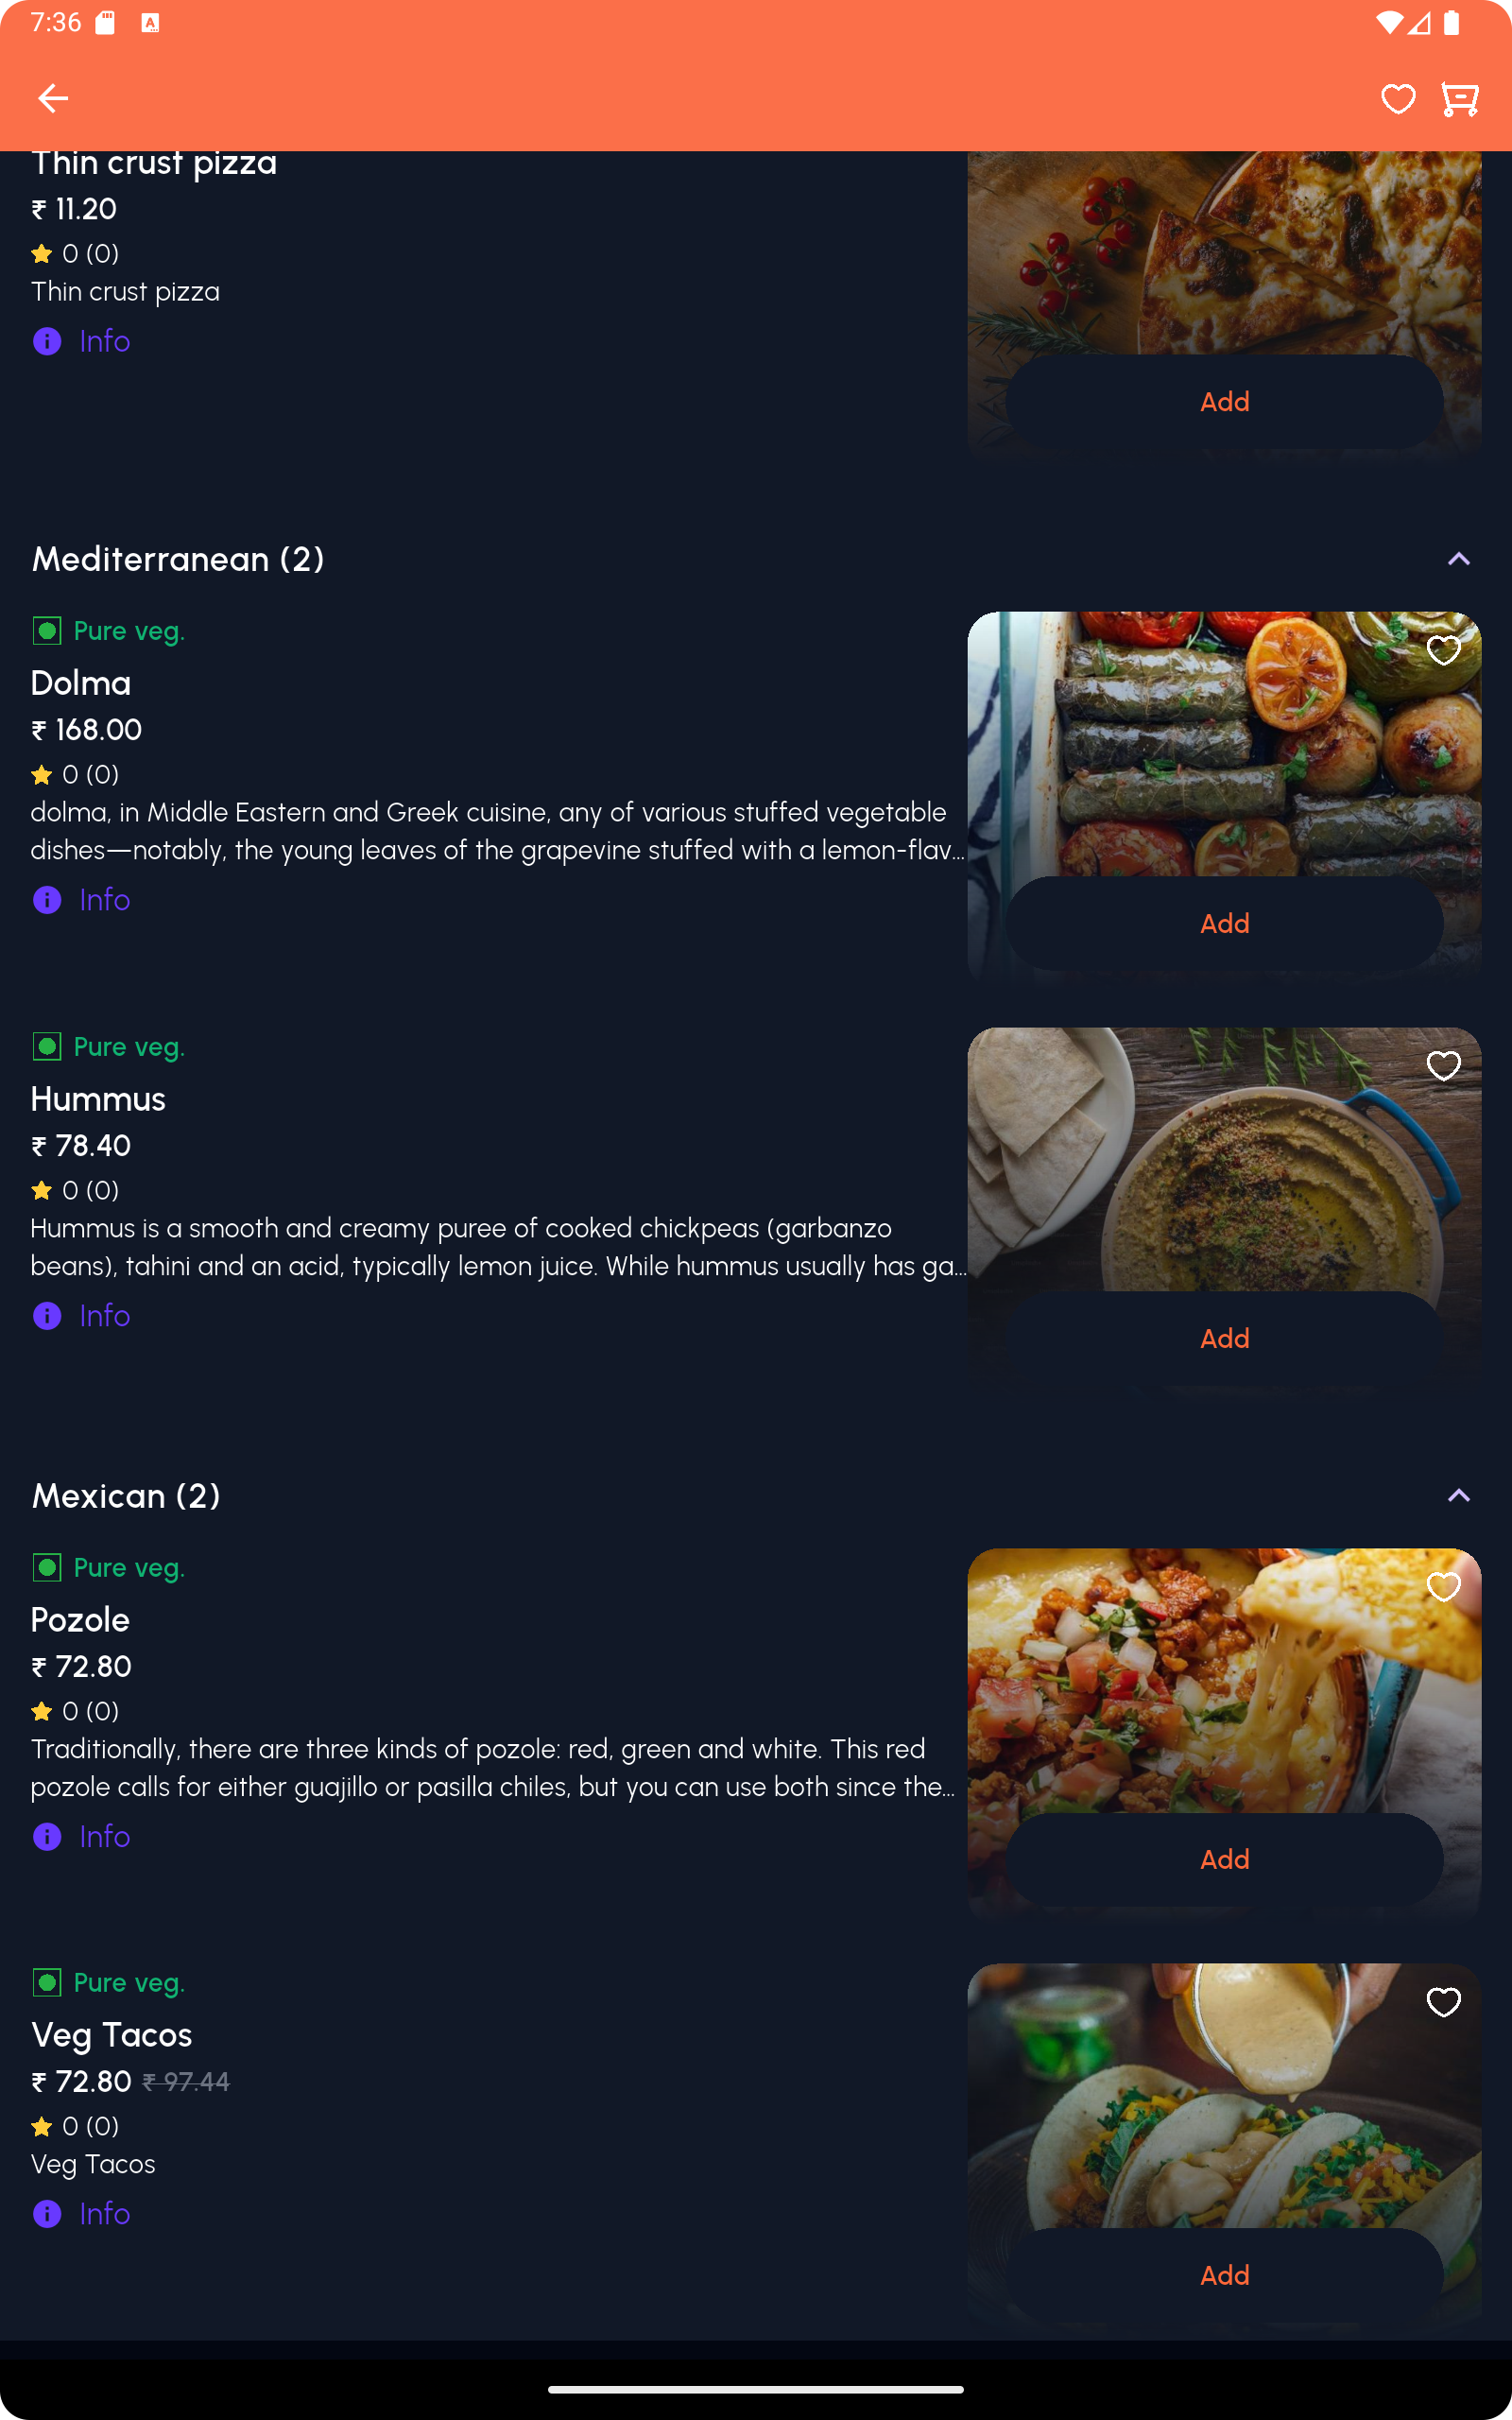 7:36
Thin crust pizza
₹ 11.20
0 (0)
Thin crust pizza
Info
Add
Mediterranean (2)
Pure veg.
Dolma
₹ 168.00
0 (0)
dolma, in Middle Eastern and Greek cuisine, any of various stuffed vegetable
dishes—notably, the young leaves of the grapevine stuffed with a lemon-flav...
Info
Add
Pure veg.
Hummus
₹ 78.40
0 (0)
Hummus is a smooth and creamy puree of cooked chickpeas (garbanzo
beans), tahini and an acid, typically lemon juice. While hummus usually has ga...
Info
Add
Mexican (2)
Pure veg.
Pozole
₹ 72.80
0 (0)
Traditionally, there are three kinds of pozole: red, green and white. This red
pozole calls for either guajillo or pasilla chiles, but you can use both since the...
Info
Add
Pure veg.
Veg Tacos
₹ 72.80 ₹ 97.44
0 (0)
Veg Tacos
Info
Add